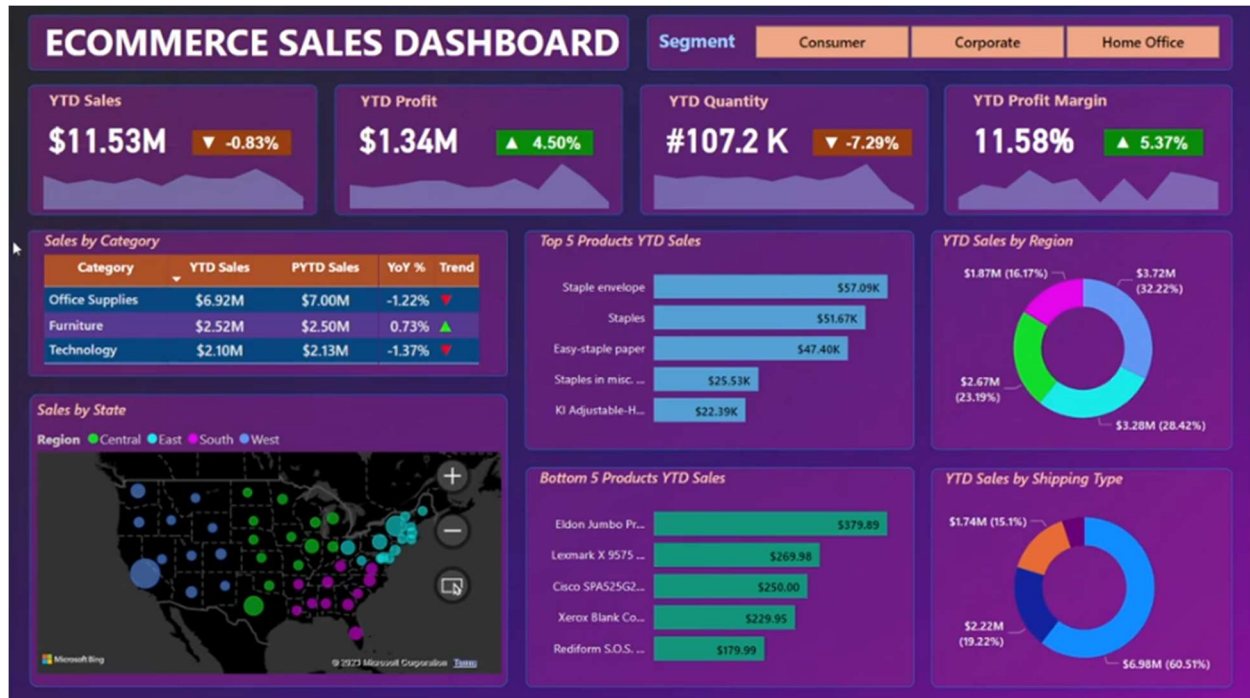 ECOMMERCE SALES DASHBOARD
Segment
Consumer
Corporate
Home Office
YTD Sales
$11.53M ▼ -0.83%
YTD Profit
$1.34M ▲ 4.50%
YTD Quantity
#107.2 K ▼ -7.29%
YTD Profit Margin
11.58% ▲ 5.37%
Sales by Category
Category YTD Sales PYTD Sales YoY % Trend
Office Supplies $6.92M $7.00M -1.22% ▼
Furniture $2.52M $2.50M 0.73% ▲
Technology $2.10M $2.13M -1.37% ▼
Sales by State
Region Central East South West
Microsoft Bing
© 2023 Microsoft Corporation Terms
Top 5 Products YTD Sales
Staple envelope $57.09K
Staples $51.67K
Easy-staple paper $47.40K
Staples in misc. ... $25.53K
KI Adjustable-H... $22.39K
Bottom 5 Products YTD Sales
Eldon Jumbo Pr... $379.89
Lexmark X 9575 ... $269.98
Cisco SPA525G2... $250.00
Xerox Blank Co... $229.95
Rediform S.O.S. ... $179.99
YTD Sales by Region
$1.87M (16.17%)
$3.72M
(32.22%)
$2.67M
(23.19%)
$3.28M (28.42%)
YTD Sales by Shipping Type
$1.74M (15.1%)
$2.22M
(19.22%)
$6.98M (60.51%)